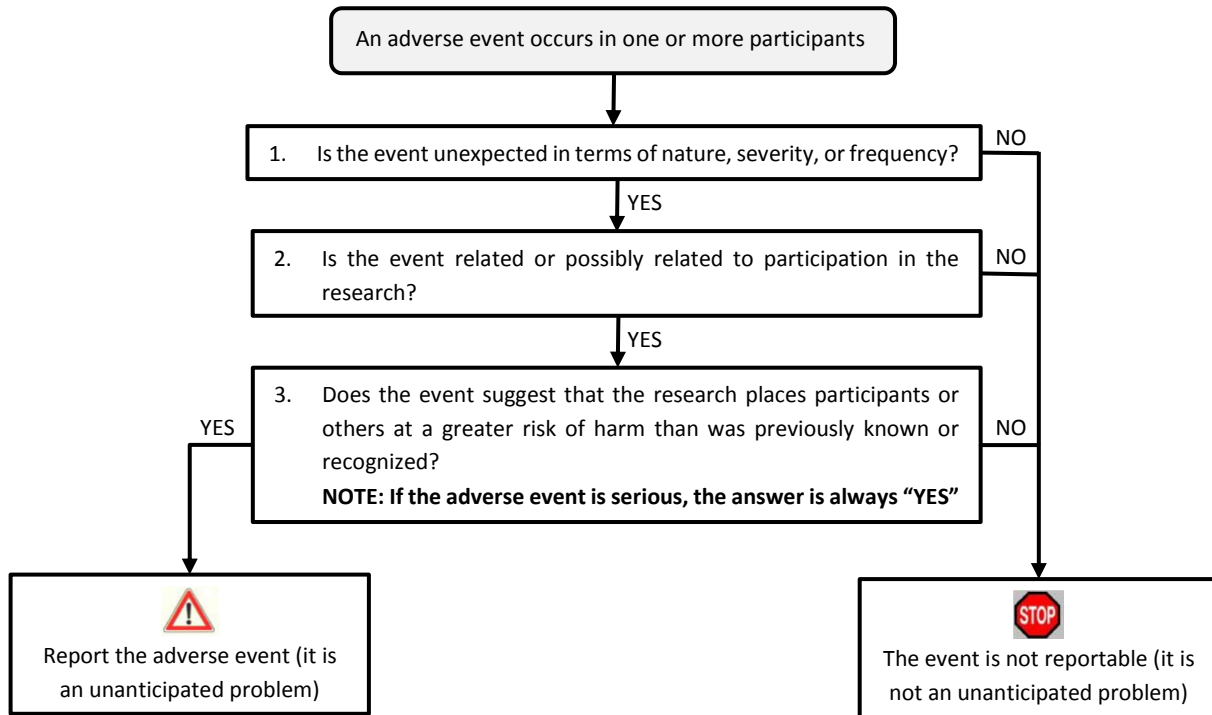 An adverse event occurs in one or more participants
1. Is the event unexpected in terms of nature, severity, or frequency?
NO
YES
2. Is the event related or possibly related to participation in the
research?
NO
YES
3. Does the event suggest that the research places participants or
others at a greater risk of harm than was previously known or
recognized?
NOTE: If the adverse event is serious, the answer is always “YES”
YES
NO
Report the adverse event (it is
an unanticipated problem)
STOP
The event is not reportable (it is
not an unanticipated problem)